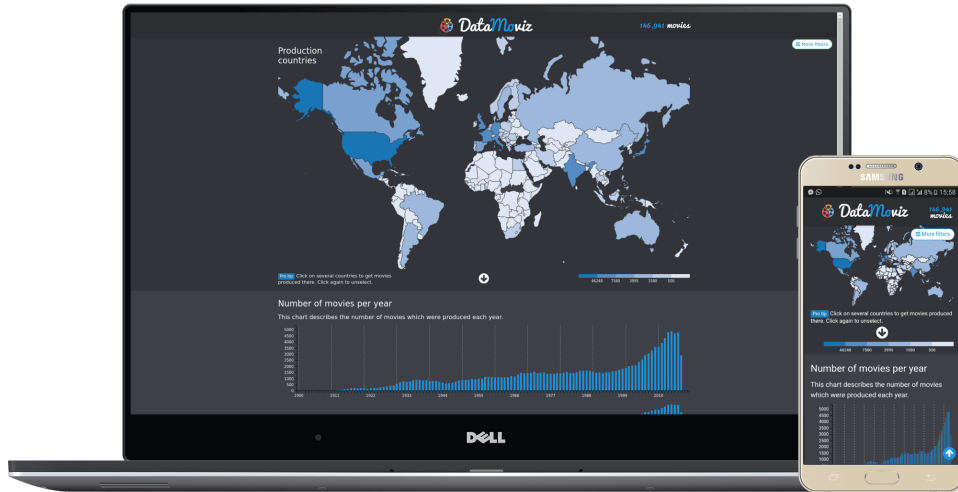 DataMoviz
146,941 movies
Production
countries
More filters
Pro tip Click on several countries to get movies
produced there. Click again to unselect.
46248 7580 3995 1580 500
Number of movies per year
This chart describes the number of movies which were produced each year.
5000
4500
4000
3500
3000
2500
2000
1500
1000
500
0
1900 1911 1922 1933 1944 1955 1966 1977 1988 1999 2010
DELL
SAMSUNG
8% 15:58
DataMoviz
146,941
movies
More filters
Pro tip Click on several countries to get movies produced
there. Click again to unselect.
46248 7580 3995 1580 500
Number of movies per year
This chart describes the number of movies
which were produced each year.
5000
4500
4000
3500
3000
2500
2000
1500
1000